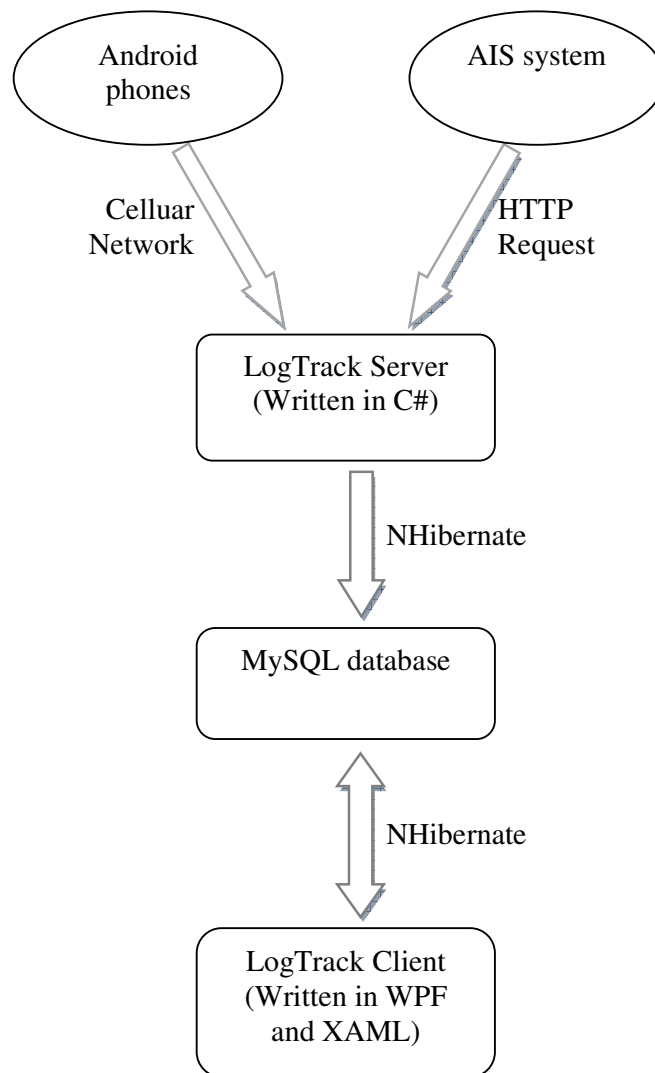 Android
phones
AIS system
Celluar
Network
HTTP
Request
LogTrack Server
(Written in C#)
NHibernate
MySQL database
NHibernate
LogTrack Client
(Written in WPF
and XAML)